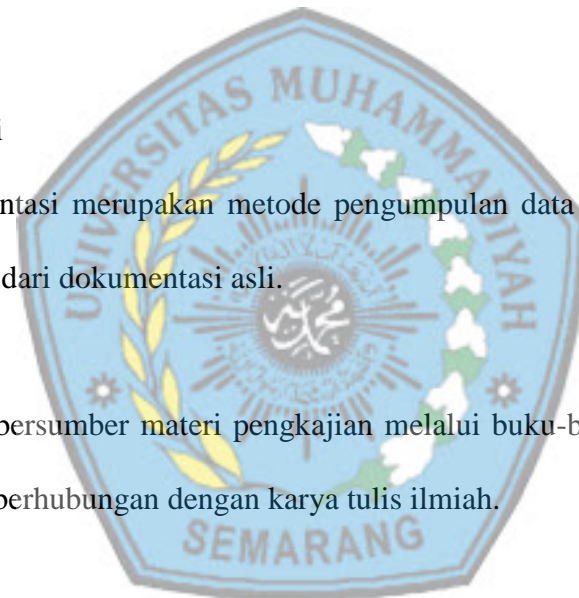 UNIVERSITAS MUHAMMADIYAH
i
ntasi merupakan metode pengumpulan data
dari dokumentasi asli.
محمدية
bersumber materi pengkajian melalui buku-b
berhubungan dengan karya tulis ilmiah.
SEMARANG